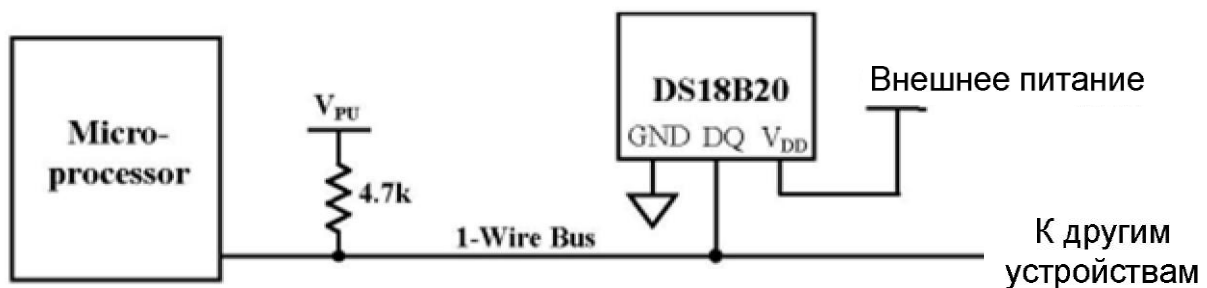 Micro-
processor
V_PU
4.7k
1-Wire Bus
DS18B20
GND DQ V_DD
Внешнее питание
К другим
устройствам